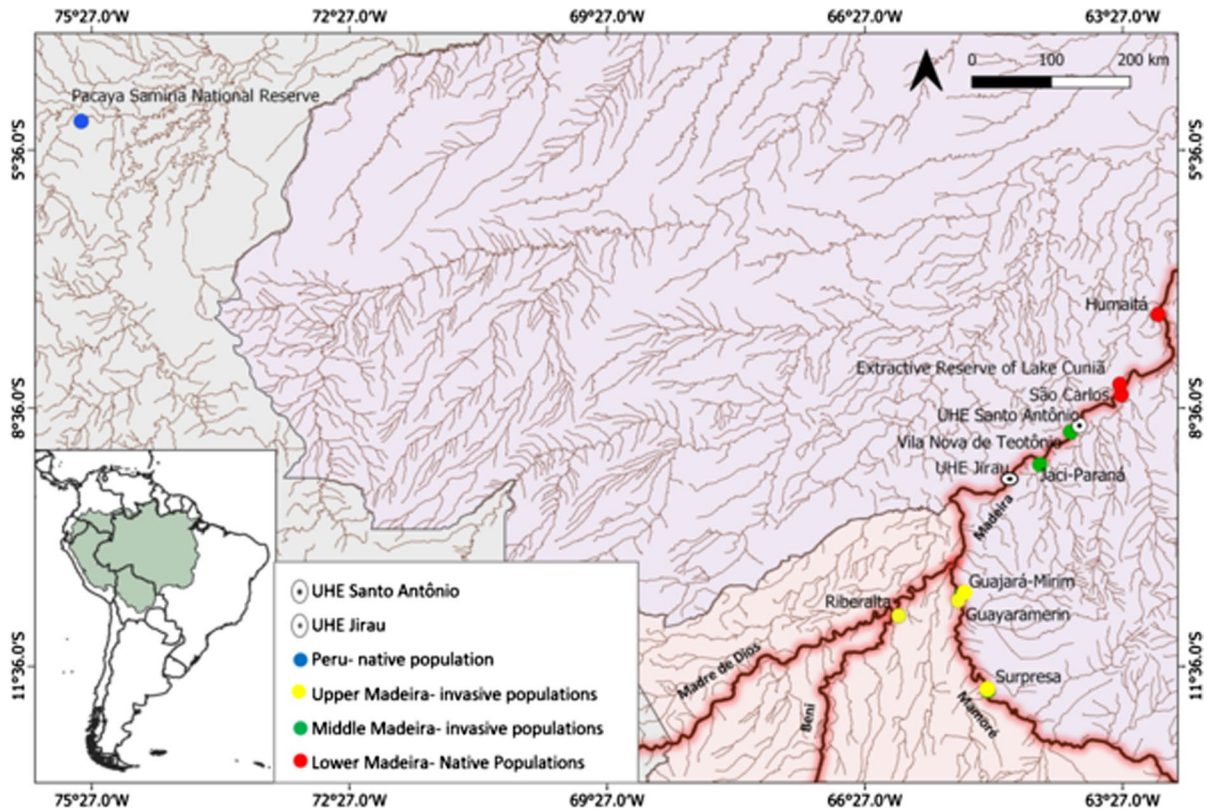 75°27.0'W 72°27.0'W 69°27.0'W 66°27.0'W 63°27.0'W
0 100 200 km
Pacaya Samiria National Reserve
5°36.0'S 5°36.0'S
Humaitá
Extractive Reserve of Lake Cuniã
São Carlos
8°36.0'S 8°36.0'S
UHE Santo Antônio
Vila Nova de Teotônio
UHE Jirau
Jaci-Paraná
Madeira
Guajará-Mirim
Riberalta
Guayaramerin
11°36.0'S 11°36.0'S
Madre de Dios
Surpresa
Beni
Mamoré
UHE Santo Antônio
UHE Jirau
Peru- native population
Upper Madeira- invasive populations
Middle Madeira- invasive populations
Lower Madeira- Native Populations
75°27.0'W 72°27.0'W 69°27.0'W 66°27.0'W 63°27.0'W